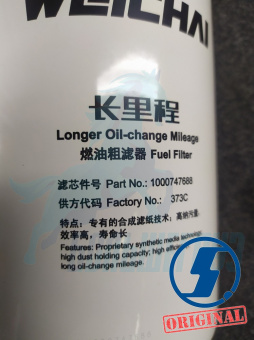 WEICHAI
长里程
Longer Oil-change Mileage
燃油粗滤器 Fuel Filter
滤芯件号 Part No.: 1000747688
供方代码 Factory No.: 373C
特点：专有的合成滤纸技术；高纳污量
效率高，寿命长
Features: Proprietary synthetic media technology
high dust holding capacity; high effici
long oil-change mileage.
ORIGINAL